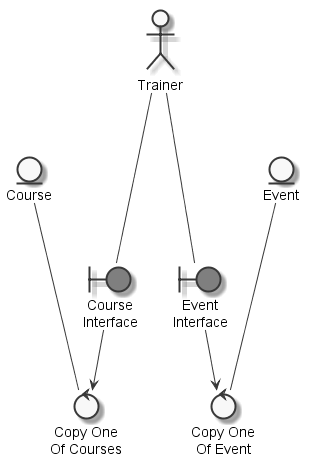 Trainer
Course
Event
Course
Interface
Event
Interface
Copy One
Of Courses
Copy One
Of Event